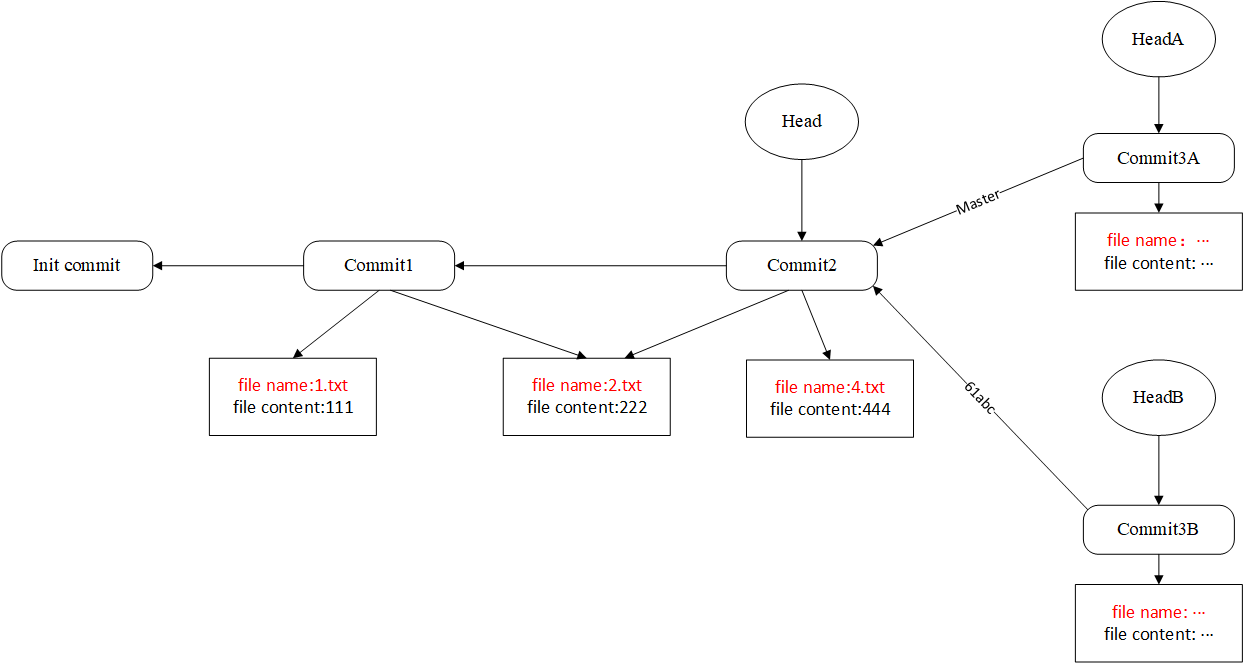 HeadA
Head
Commit3A
Master
file name：···
file content: ···
Init commit
Commit1
Commit2
file name:1.txt
file content:111
file name:2.txt
file content:222
file name:4.txt
file content:444
61abc
HeadB
Commit3B
file name: ···
file content: ···